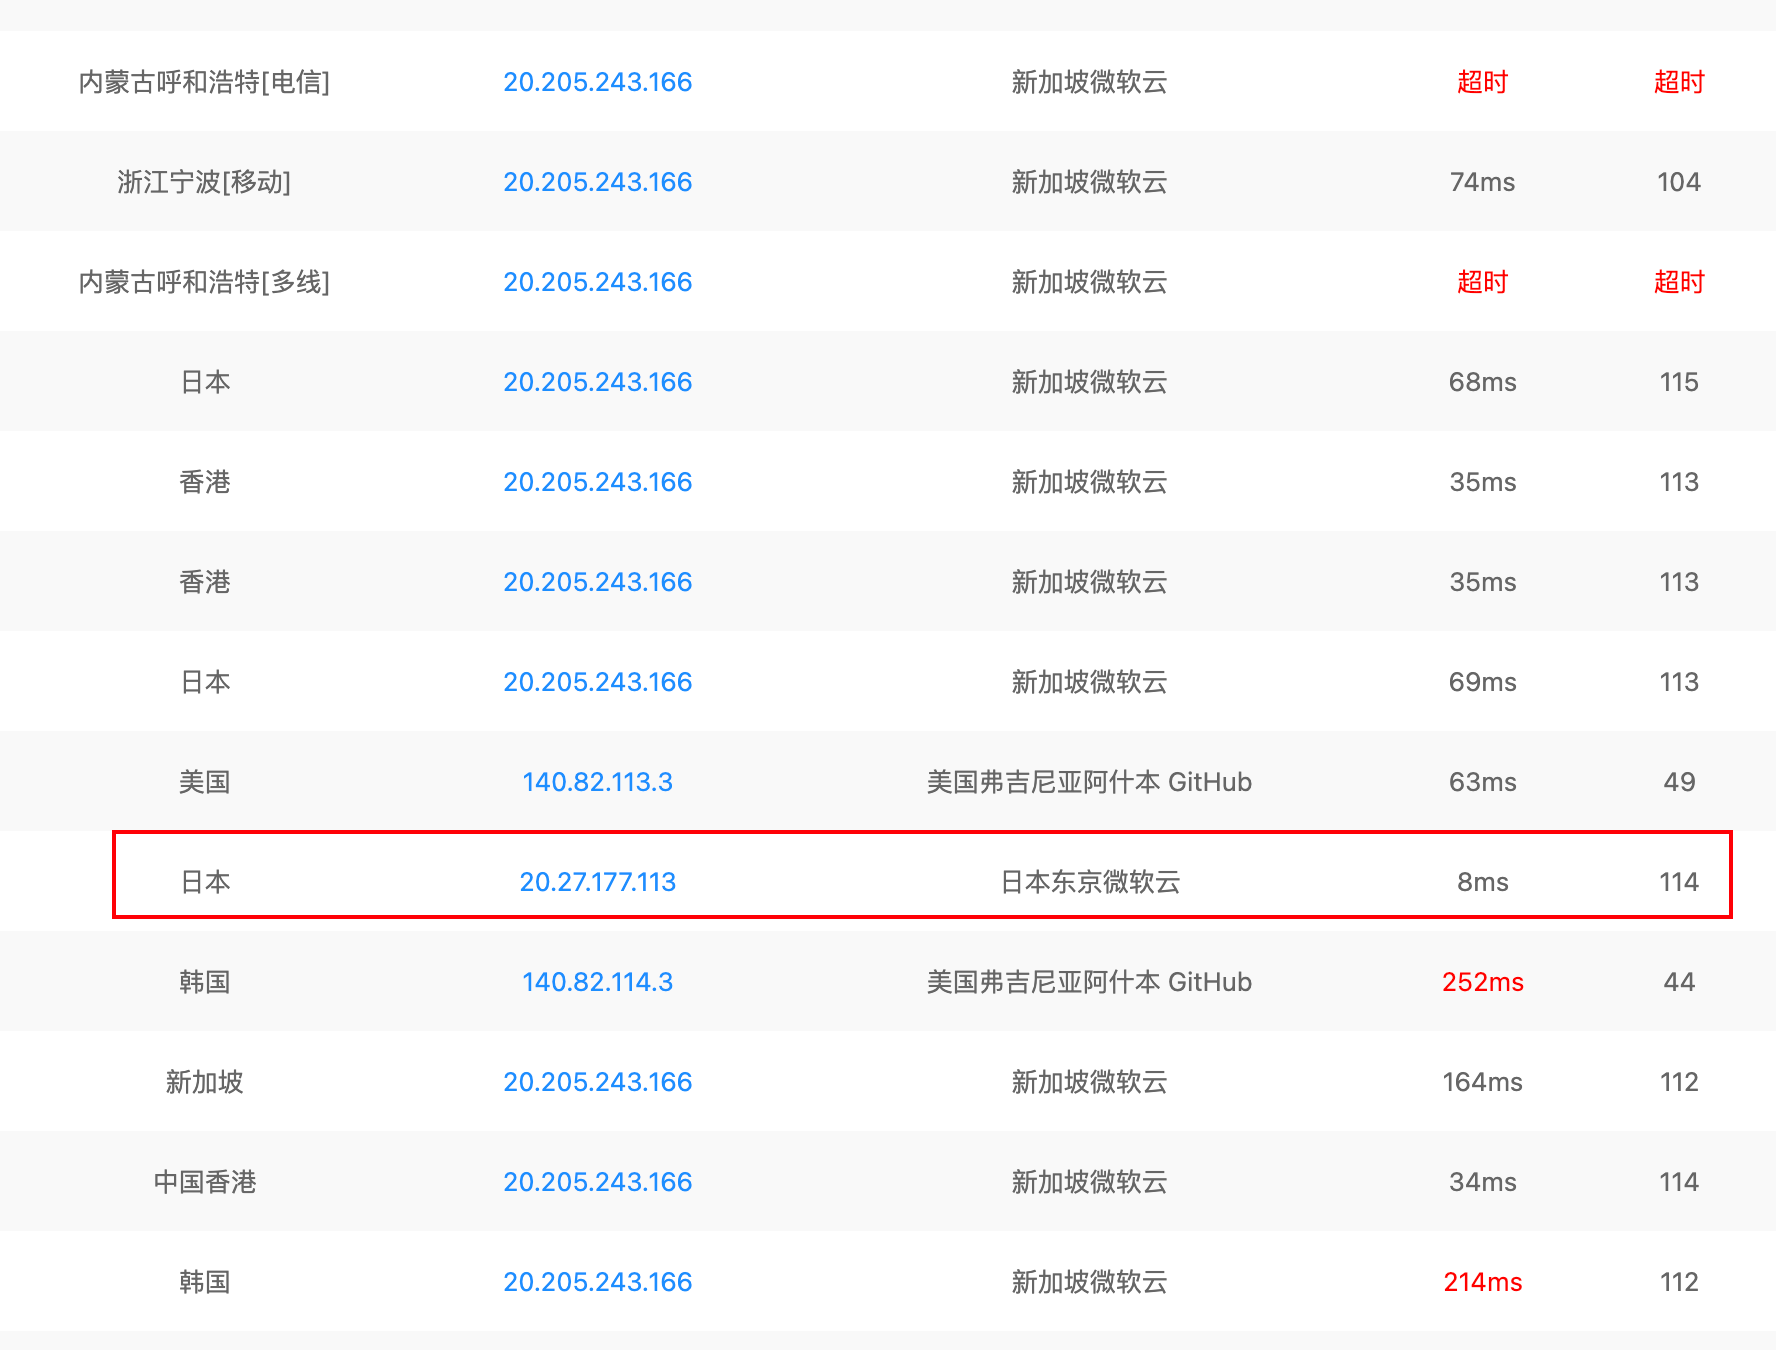 内蒙古呼和浩特[电信] 20.205.243.166 新加坡微软云 超时 超时
浙江宁波[移动] 20.205.243.166 新加坡微软云 74ms 104
内蒙古呼和浩特[多线] 20.205.243.166 新加坡微软云 超时 超时
日本 20.205.243.166 新加坡微软云 68ms 115
香港 20.205.243.166 新加坡微软云 35ms 113
香港 20.205.243.166 新加坡微软云 35ms 113
日本 20.205.243.166 新加坡微软云 69ms 113
美国 140.82.113.3 美国弗吉尼亚阿什本 GitHub 63ms 49
日本 20.27.177.113 日本东京微软云 8ms 114
韩国 140.82.114.3 美国弗吉尼亚阿什本 GitHub 252ms 44
新加坡 20.205.243.166 新加坡微软云 164ms 112
中国香港 20.205.243.166 新加坡微软云 34ms 114
韩国 20.205.243.166 新加坡微软云 214ms 112